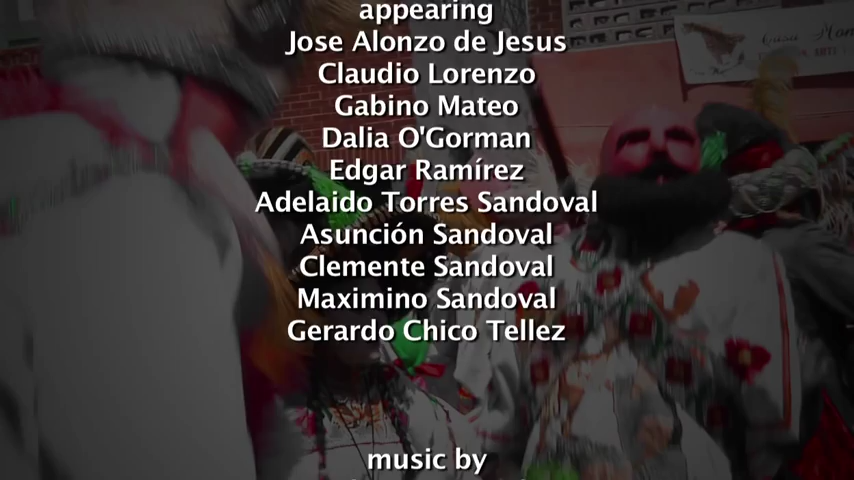 appearing
Jose Alonzo de Jesus
Claudio Lorenzo
Gabino Mateo
Dalia O'Gorman
Edgar Ramírez
Adelaido Torres Sandoval
Asunción Sandoval
Clemente Sandoval
Maximino Sandoval
Gerardo Chico Tellez
music by